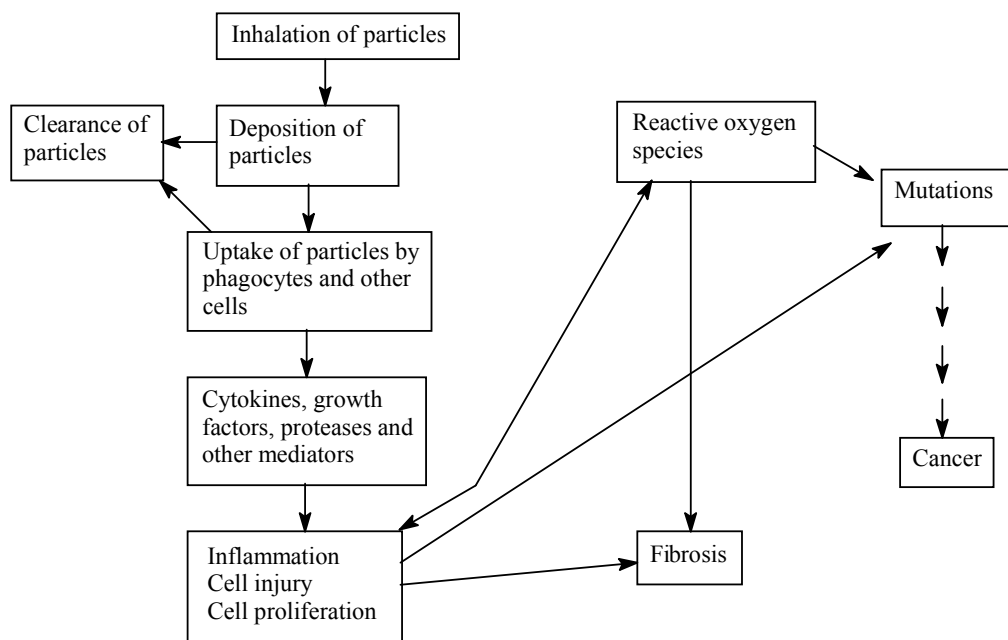 Inhalation of particles
Clearance of
particles
Deposition of
particles
Reactive oxygen
species
Mutations
Uptake of particles by
phagocytes and other
cells
Cytokines, growth
factors, proteases and
other mediators
Cancer
Inflammation
Cell injury
Cell proliferation
Fibrosis